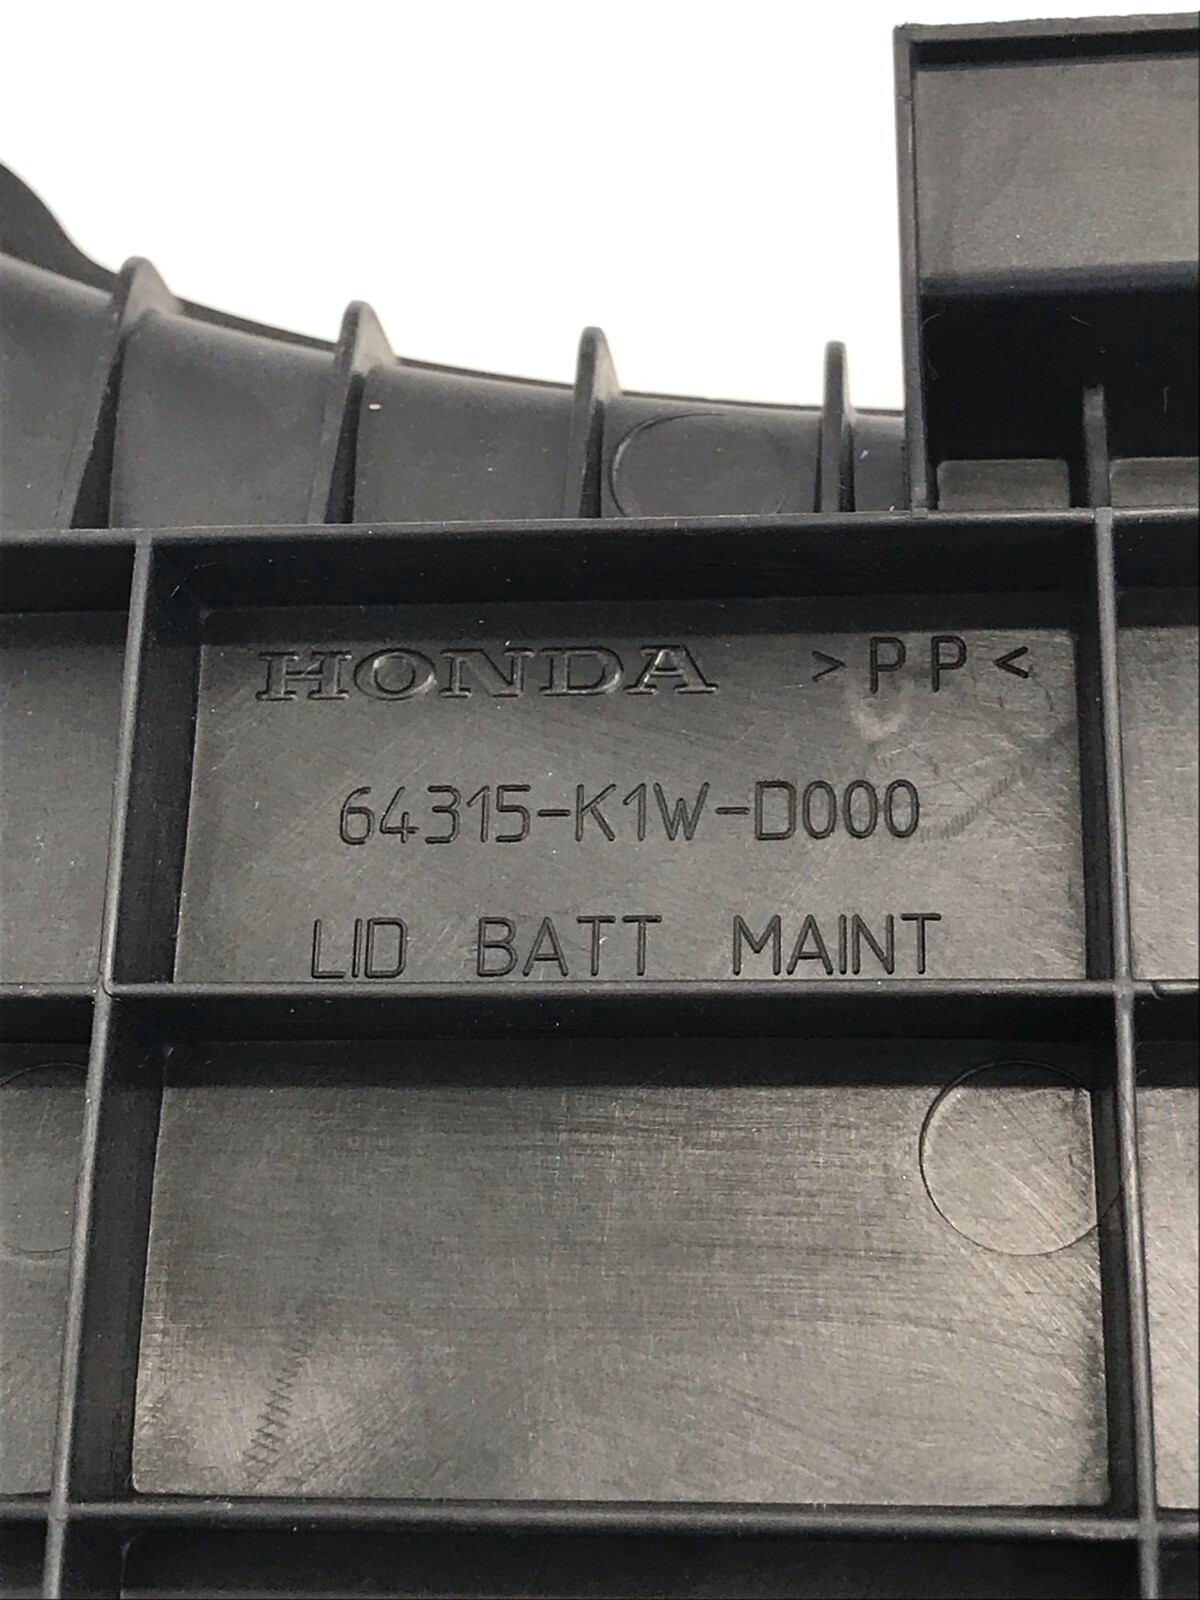 HONDA >PP<
64315-K1W-D000
LID BATT MAINT